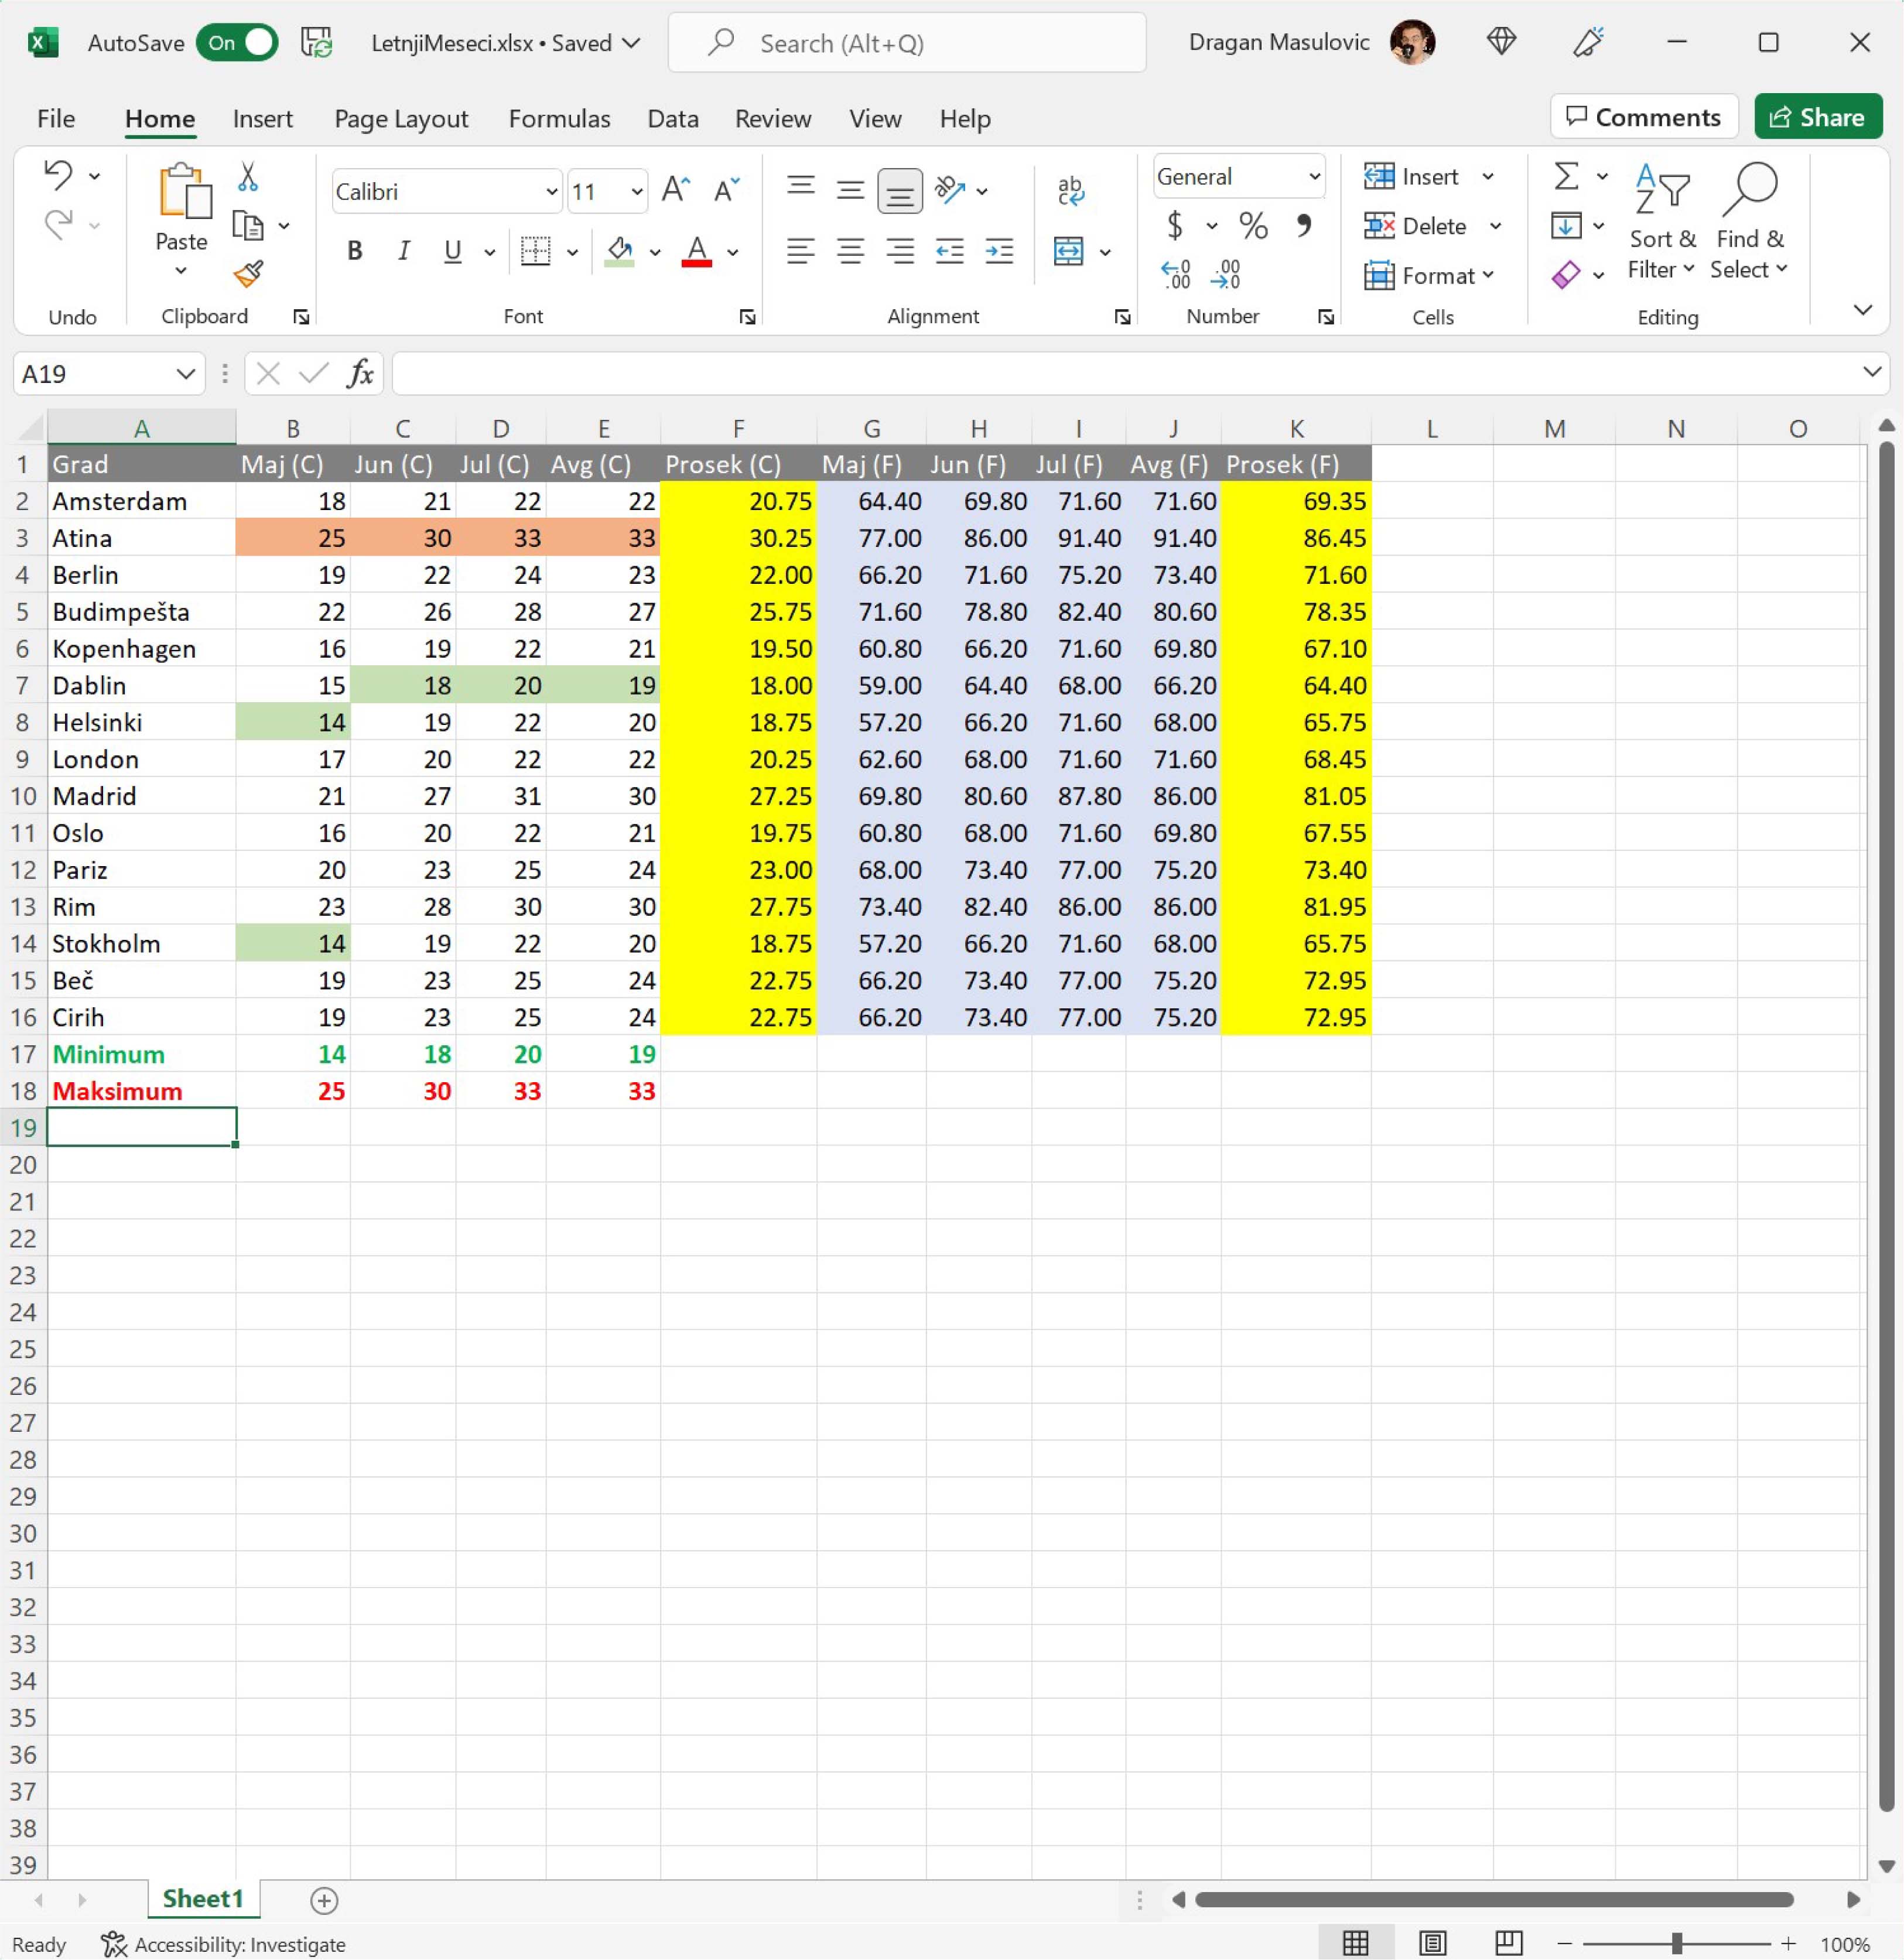 AutoSave On LetnjiMeseci.xlsx • Saved Search (Alt+Q) Dragan Masulovic
File Home Insert Page Layout Formulas Data Review View Help Comments Share
Paste Calibri 11 General Insert Delete Format Sort & Filter Find & Select
Undo Clipboard Font Alignment Number Cells Editing
A19 fx
A B C D E F G H I J K L M N O
1 Grad Maj (C) Jun (C) Jul (C) Avg (C) Prosek (C) Maj (F) Jun (F) Jul (F) Avg (F) Prosek (F)
2 Amsterdam 18 21 22 22 20.75 64.40 69.80 71.60 71.60 69.35
3 Atina 25 30 33 33 30.25 77.00 86.00 91.40 91.40 86.45
4 Berlin 19 22 24 23 22.00 66.20 71.60 75.20 73.40 71.60
5 Budimpešta 22 26 28 27 25.75 71.60 78.80 82.40 80.60 78.35
6 Kopenhagen 16 19 22 21 19.50 60.80 66.20 71.60 69.80 67.10
7 Dablin 15 18 20 19 18.00 59.00 64.40 68.00 66.20 64.40
8 Helsinki 14 19 22 20 18.75 57.20 66.20 71.60 68.00 65.75
9 London 17 20 22 22 20.25 62.60 68.00 71.60 71.60 68.45
10 Madrid 21 27 31 30 27.25 69.80 80.60 87.80 86.00 81.05
11 Oslo 16 20 22 21 19.75 60.80 68.00 71.60 69.80 67.55
12 Pariz 20 23 25 24 23.00 68.00 73.40 77.00 75.20 73.40
13 Rim 23 28 30 30 27.75 73.40 82.40 86.00 86.00 81.95
14 Stokholm 14 19 22 20 18.75 57.20 66.20 71.60 68.00 65.75
15 Beč 19 23 25 24 22.75 66.20 73.40 77.00 75.20 72.95
16 Cirih 19 23 25 24 22.75 66.20 73.40 77.00 75.20 72.95
17 Minimum 14 18 20 19
18 Maksimum 25 30 33 33
19
20
21
22
23
24
25
26
27
28
29
30
31
32
33
34
35
36
37
38
39
Sheet1
Ready Accessibility: Investigate 100%